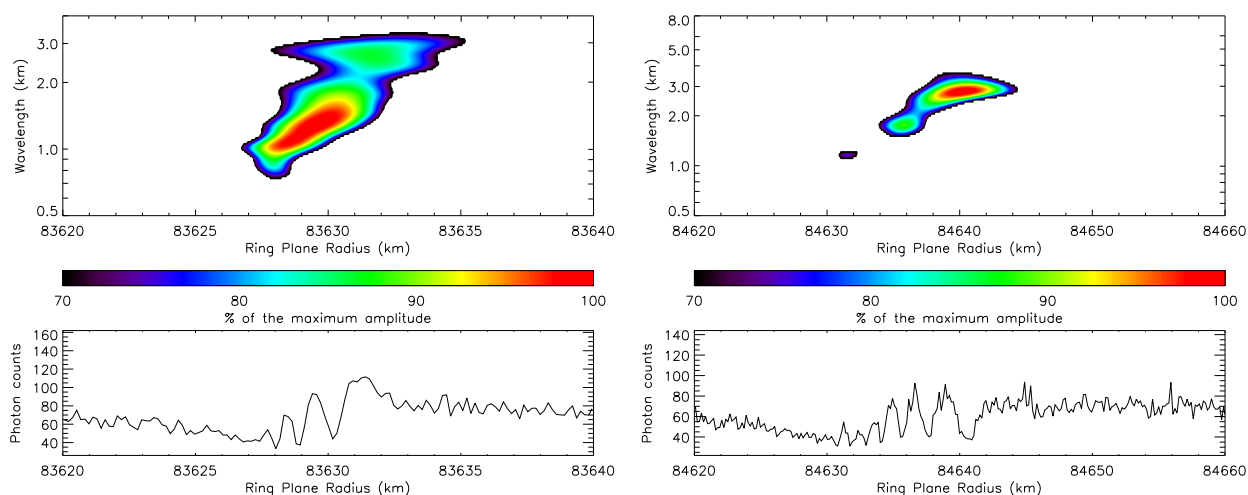 Wavelength (km)
3.0
2.0
1.0
0.5
83620 83625 83630 83635 83640
Ring Plane Radius (km)
70 80 90 100
% of the maximum amplitude
Photon counts
160
140
120
100
80
60
40
83620 83625 83630 83635 83640
Ring Plane Radius (km)
Wavelength (km)
8.0
5.0
3.0
2.0
1.0
0.5
84620 84630 84640 84650 84660
Ring Plane Radius (km)
70 80 90 100
% of the maximum amplitude
Photon counts
140
120
100
80
60
40
84620 84630 84640 84650 84660
Ring Plane Radius (km)